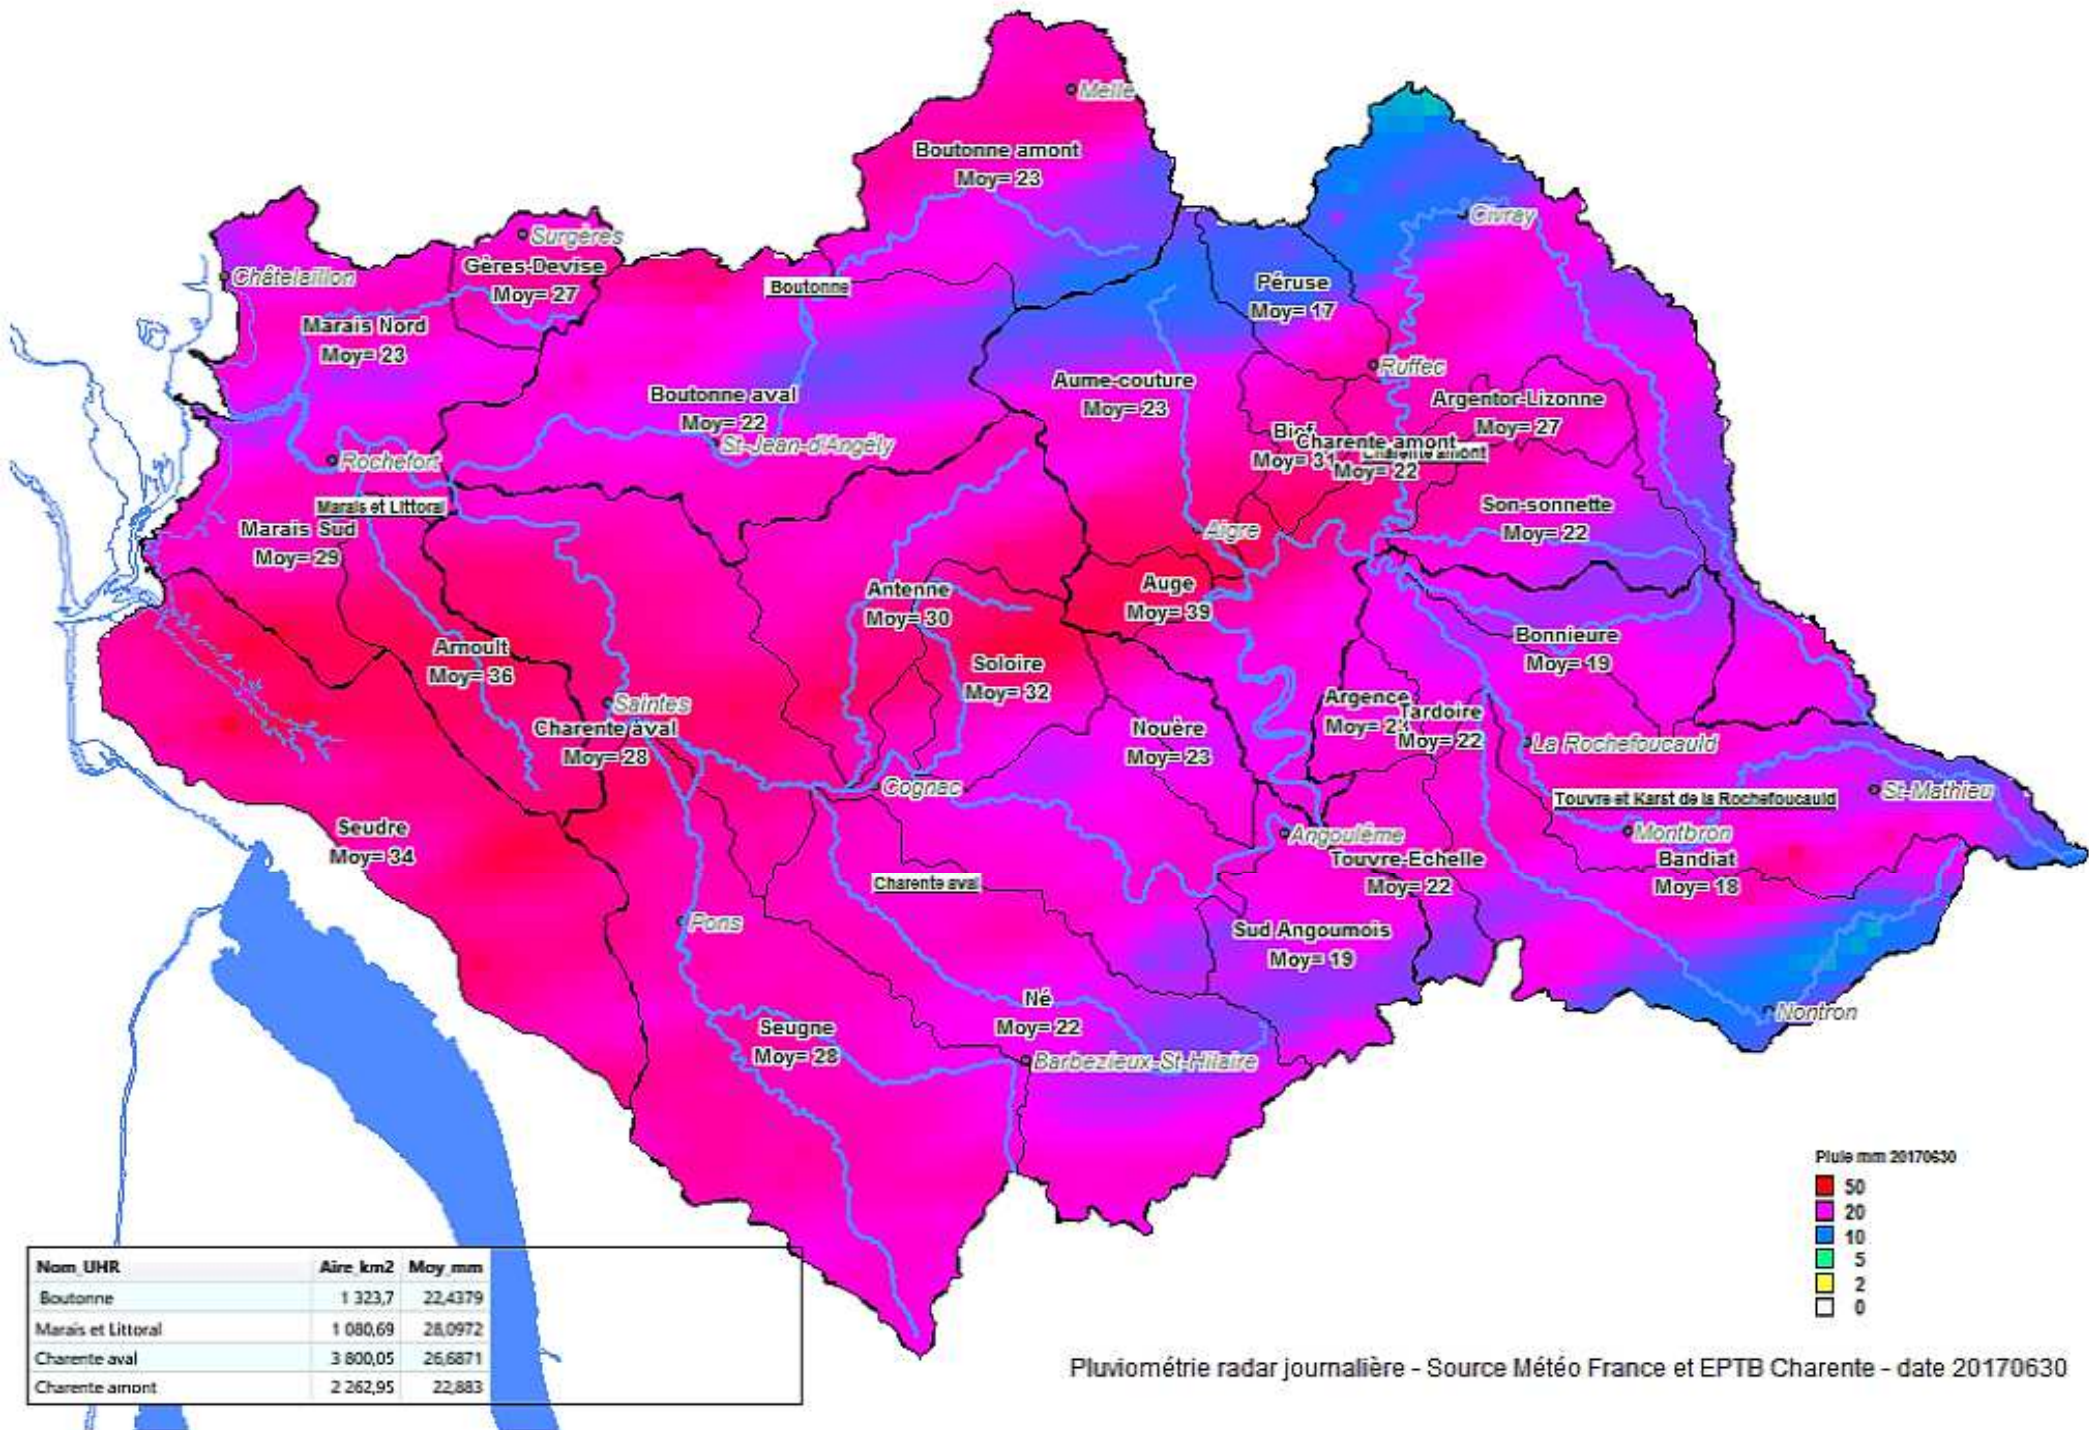 Melle
Boutonne amont
Moy= 23
Civray
Surgères
Gères-Devise
Moy= 27
Châtelaillon
Boutonne
Péruse
Moy= 17
Marais Nord
Moy= 23
Ruffec
Boutonne aval
Moy= 22
Aume-couture
Moy= 23
Argentor-Lizonne
Moy= 27
St-Jean-d'Angély
Bief
Moy= 31
Charente amont
Moy= 22
Charente amont
Rochefort
Marais et Littoral
Marais Sud
Moy= 29
Son-sonnette
Moy= 22
Aigre
Antenne
Moy= 30
Auge
Moy= 39
Bonnieure
Moy= 19
Arnoult
Moy= 36
Soloire
Moy= 32
Saintes
Charente aval
Moy= 28
Nouère
Moy= 23
Argence
Moy=
Tardoire
Moy= 22
La Rochefoucauld
Cognac
St-Mathieu
Touvre et Karst de la Rochefoucauld
Seudre
Moy= 34
Angoulême
Montbron
Touvre-Echelle
Moy= 22
Bandiat
Moy= 18
Charente aval
Pons
Sud Angoumois
Moy= 19
Né
Moy= 22
Nontron
Seugne
Moy= 28
Barbezieux-St-Hilaire
Pluie mm 20170630
50
20
10
5
2
0
Nom_UHR Aire_km2 Moy_mm
Boutonne 1 323,7 22,4379
Marais et Littoral 1 080,69 28,0972
Charente aval 3 800,05 26,6871
Charente amont 2 262,95 22,883
Pluviométrie radar journalière - Source Météo France et EPTB Charente - date 20170630